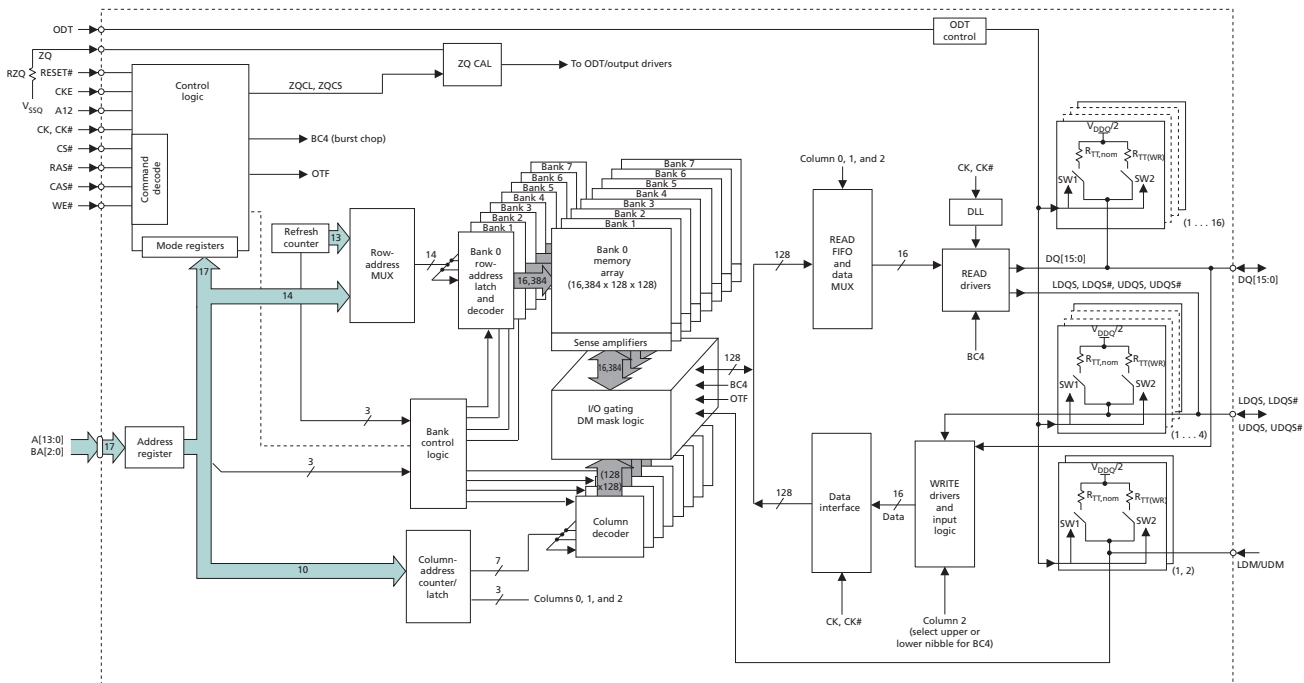 ODT
ODT
control
ZQ
RZQ
RESET#
CKE
VSSQ
A12
CK, CK#
CS#
RAS#
CAS#
WE#
Control
logic
Command
decode
Mode registers
ZQ CAL
To ODT/output drivers
ZQCL, ZQCS
BC4 (burst chop)
OTF
Refresh
counter
13
Row-
address
MUX
14
17
14
Bank 7
Bank 6
Bank 5
Bank 4
Bank 3
Bank 2
Bank 1
Bank 0
row-
address
latch
and
decoder
16,384
Bank 7
Bank 6
Bank 5
Bank 4
Bank 3
Bank 2
Bank 1
Bank 0
memory
array
(16,384 x 128 x 128)
Sense amplifiers
16,384
128
BC4
OTF
I/O gating
DM mask logic
3
3
Bank
control
logic
A[13:0]
BA[2:0]
17
Address
register
(128
x128)
Column
decoder
10
Column-
address
counter/
latch
7
3
Columns 0, 1, and 2
Column 0, 1, and 2
128
READ
FIFO
and
data
MUX
16
CK, CK#
DLL
READ
drivers
BC4
DQ[15:0]
LDQS, LDQS#, UDQS, UDQS#
128
Data
interface
16
Data
WRITE
drivers
and
input
logic
CK, CK#
Column 2
(select upper or
lower nibble for BC4)
VDDQ/2
RTT,nom
RTT(WR)
SW1
SW2
(1 . . . 16)
DQ[15:0]
VDDQ/2
RTT,nom
RTT(WR)
SW1
SW2
(1 . . . 4)
LDQS, LDQS#
UDQS, UDQS#
VDDQ/2
RTT,nom
RTT(WR)
SW1
SW2
(1, 2)
LDM/UDM